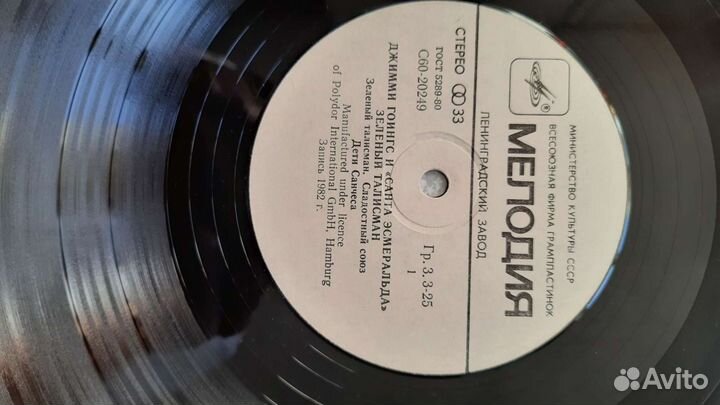 МИНИСТЕРСТВО КУЛЬТУРЫ СССР
ВСЕСОЮЗНАЯ ФИРМА ГРАМПЛАСТИНОК
МЕЛОДИЯ
ЛЕНИНГРАДСКИЙ ЗАВОД
СТЕРЕО 33
ГОСТ 5289-80
С60-20249
Гр. 3. 3-25
1
ДЖИММИ ГОИНГС И «САНТА ЭСМЕРАЛЬДА»
ЗЕЛЕНЫЙ ТАЛИСМАН
Зеленый талисман. Сладостный союз
Дети Санчеса
Manufactured under licence
of Polydor International GmbH, Hamburg
Запись 1982 г.
Avito